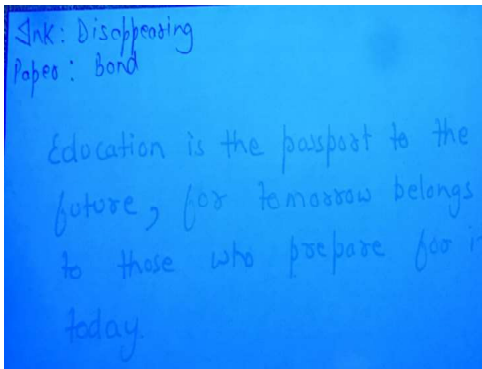 Ink: Disappearing
Paper: Bond
Education is the passport to the
future, for tomorrow belongs
to those who prepare for i
today.